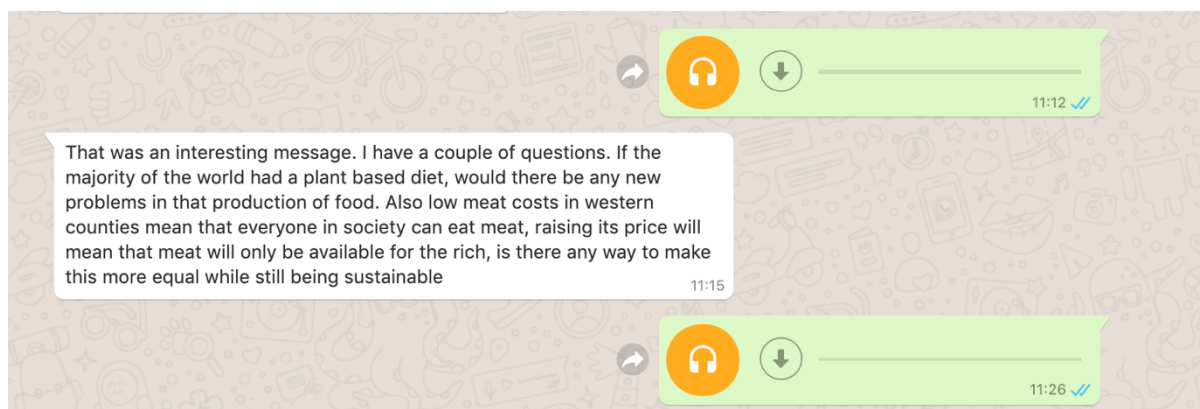 11:12
That was an interesting message. I have a couple of questions. If the
majority of the world had a plant based diet, would there be any new
problems in that production of food. Also low meat costs in western
counties mean that everyone in society can eat meat, raising its price will
mean that meat will only be available for the rich, is there any way to make
this more equal while still being sustainable
11:15
11:26